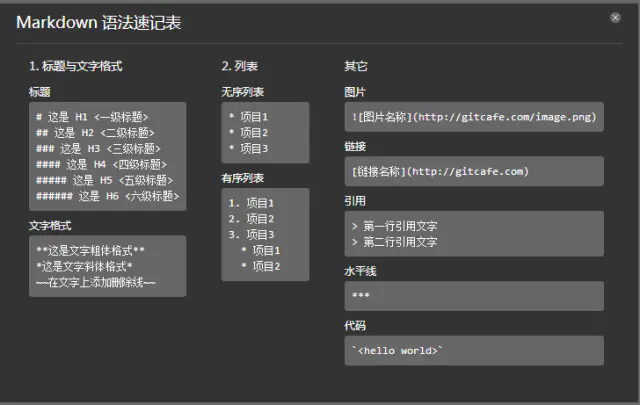 Markdown 语法速记表
1. 标题与文字格式
标题
# 这是 H1 <一级标题>
## 这是 H2 <二级标题>
### 这是 H3 <三级标题>
#### 这是 H4 <四级标题>
##### 这是 H5 <五级标题>
###### 这是 H6 <六级标题>
文字格式
**这是文字粗体格式**
*这是文字斜体格式*
~~在文字上添加删除线~~
2. 列表
无序列表
* 项目1
* 项目2
* 项目3
有序列表
1. 项目1
2. 项目2
3. 项目3
  * 项目1
  * 项目2
其它
图片
![图片名称](http://gitcafe.com/image.png)
链接
[链接名称](http://gitcafe.com)
引用
> 第一行引用文字
> 第二行引用文字
水平线
***
代码
`<hello world>`